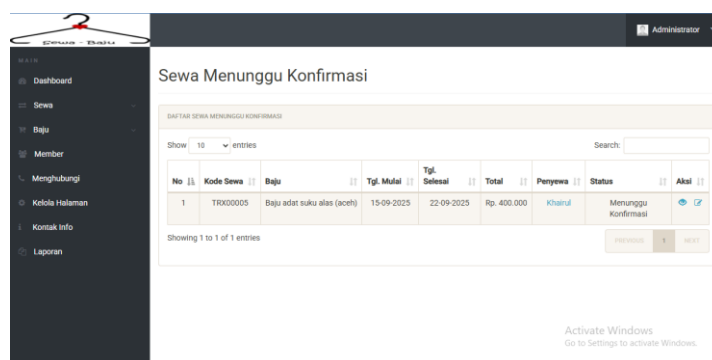 Sewa - Baju
Administrator
MAIN
Dashboard
Sewa
Baju
Member
Menghubungi
Kelola Halaman
Kontak Info
Laporan
Sewa Menunggu Konfirmasi
DAFTAR SEWA MENUNGGU KONFIRMASI
Show 10 entries Search:
No Kode Sewa Baju Tgl. Mulai Tgl. Selesai Total Penyewa Status Aksi
1 TRX00005 Baju adat suku alas (aceh) 15-09-2025 22-09-2025 Rp. 400.000 Khairul Menunggu Konfirmasi
Showing 1 to 1 of 1 entries
PREVIOUS 1 NEXT
Activate Windows
Go to Settings to activate Windows.